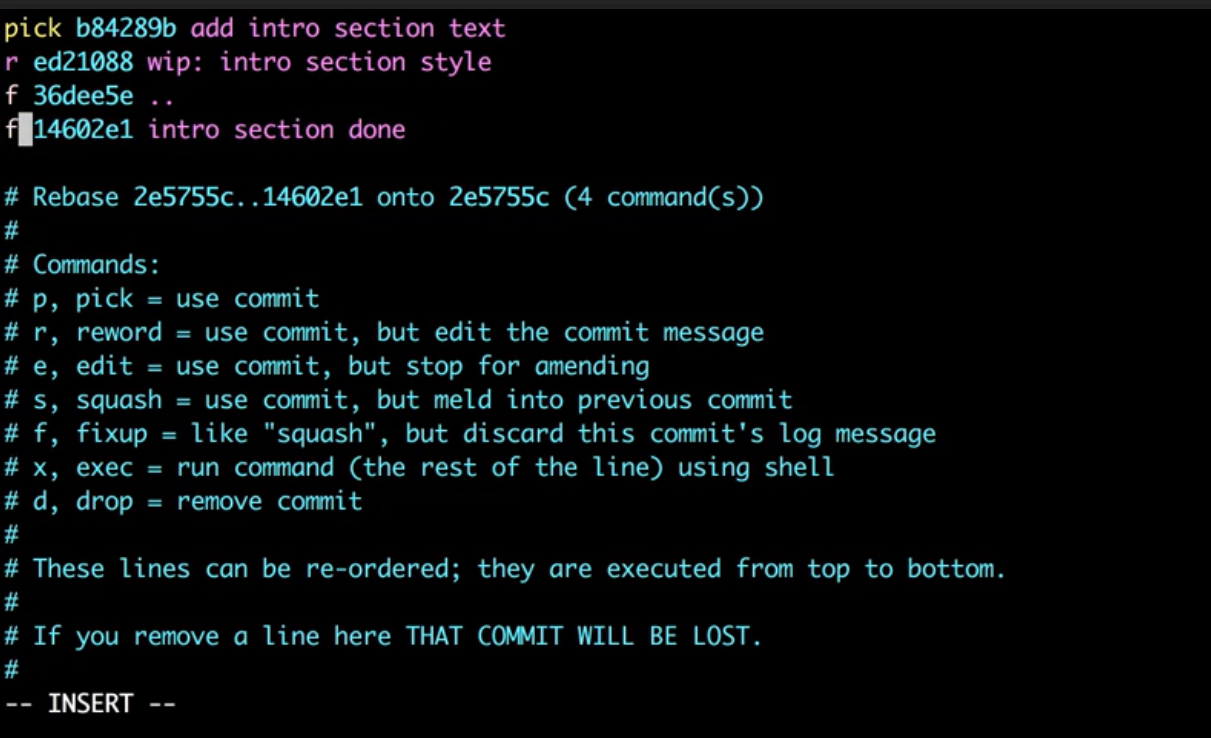 pick b84289b add intro section text
r ed21088 wip: intro section style
f 36dee5e ..
f 14602e1 intro section done
# Rebase 2e5755c..14602e1 onto 2e5755c (4 command(s))
#
# Commands:
# p, pick = use commit
# r, reword = use commit, but edit the commit message
# e, edit = use commit, but stop for amending
# s, squash = use commit, but meld into previous commit
# f, fixup = like "squash", but discard this commit's log message
# x, exec = run command (the rest of the line) using shell
# d, drop = remove commit
#
# These lines can be re-ordered; they are executed from top to bottom.
#
# If you remove a line here THAT COMMIT WILL BE LOST.
#
-- INSERT --